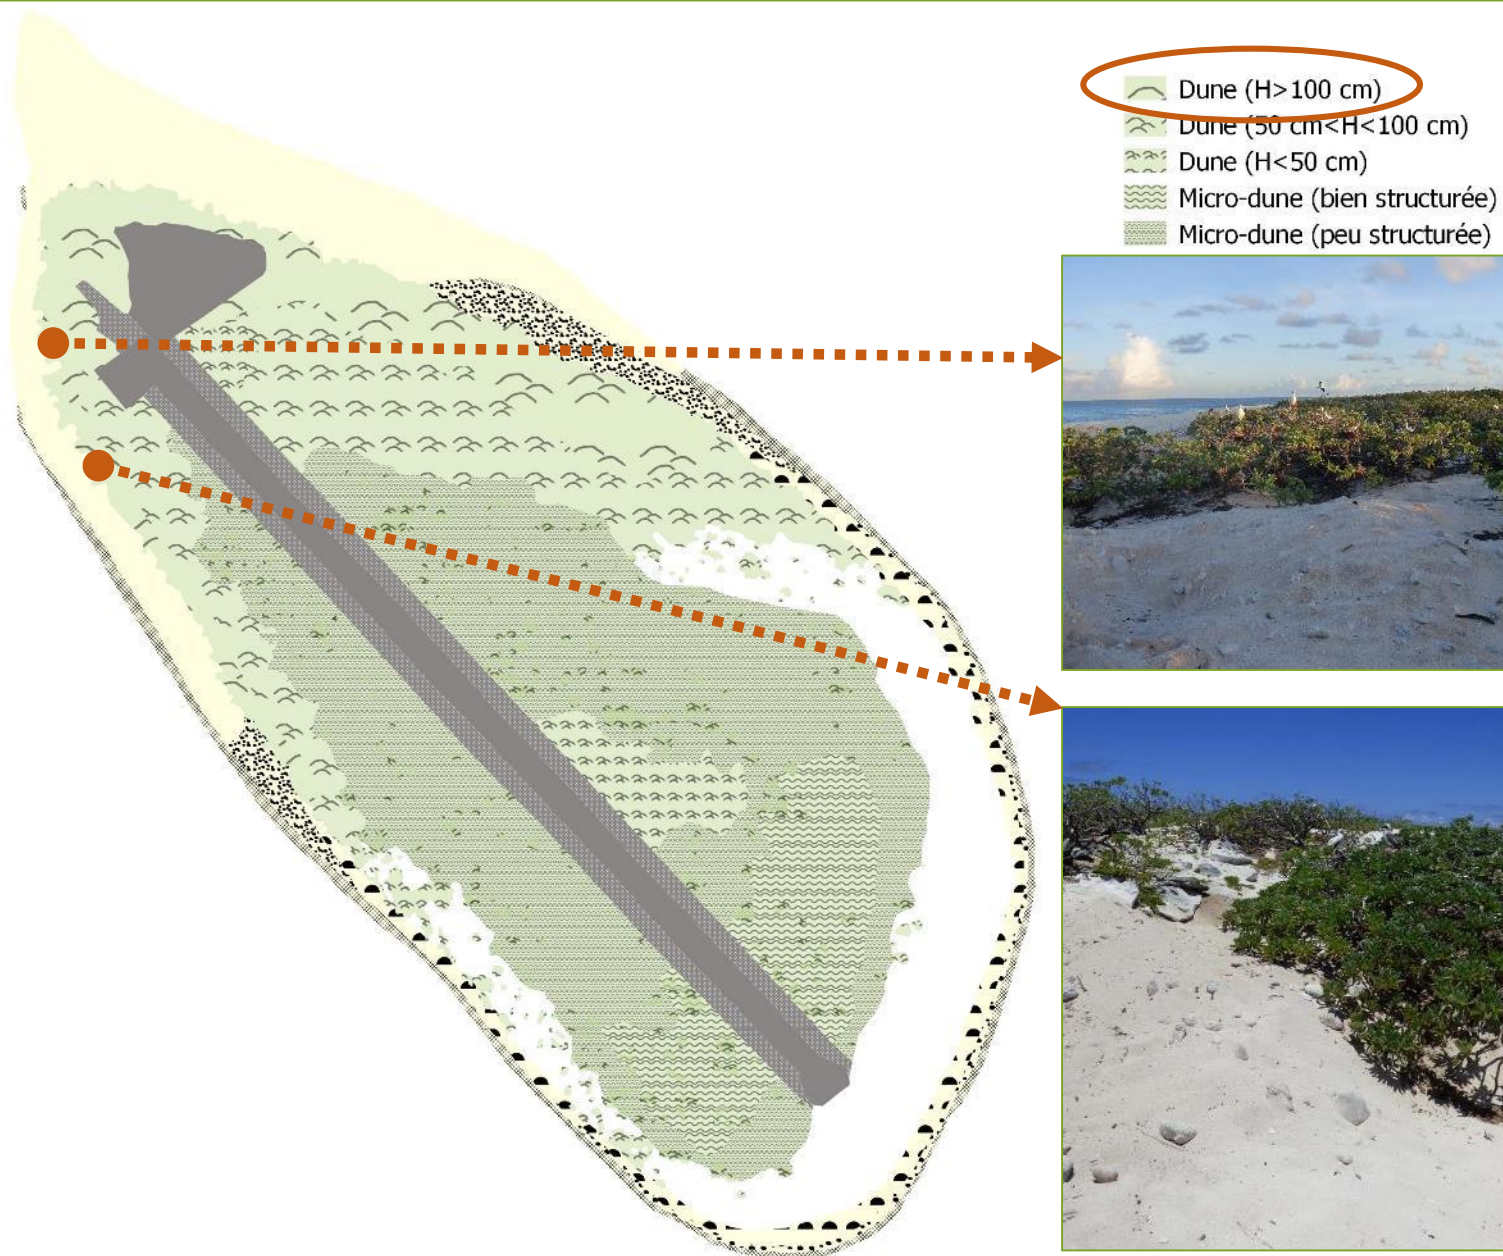 Dune (H>100 cm)
Dune (50 cm<H<100 cm)
Dune (H<50 cm)
Micro-dune (bien structurée)
Micro-dune (peu structurée)